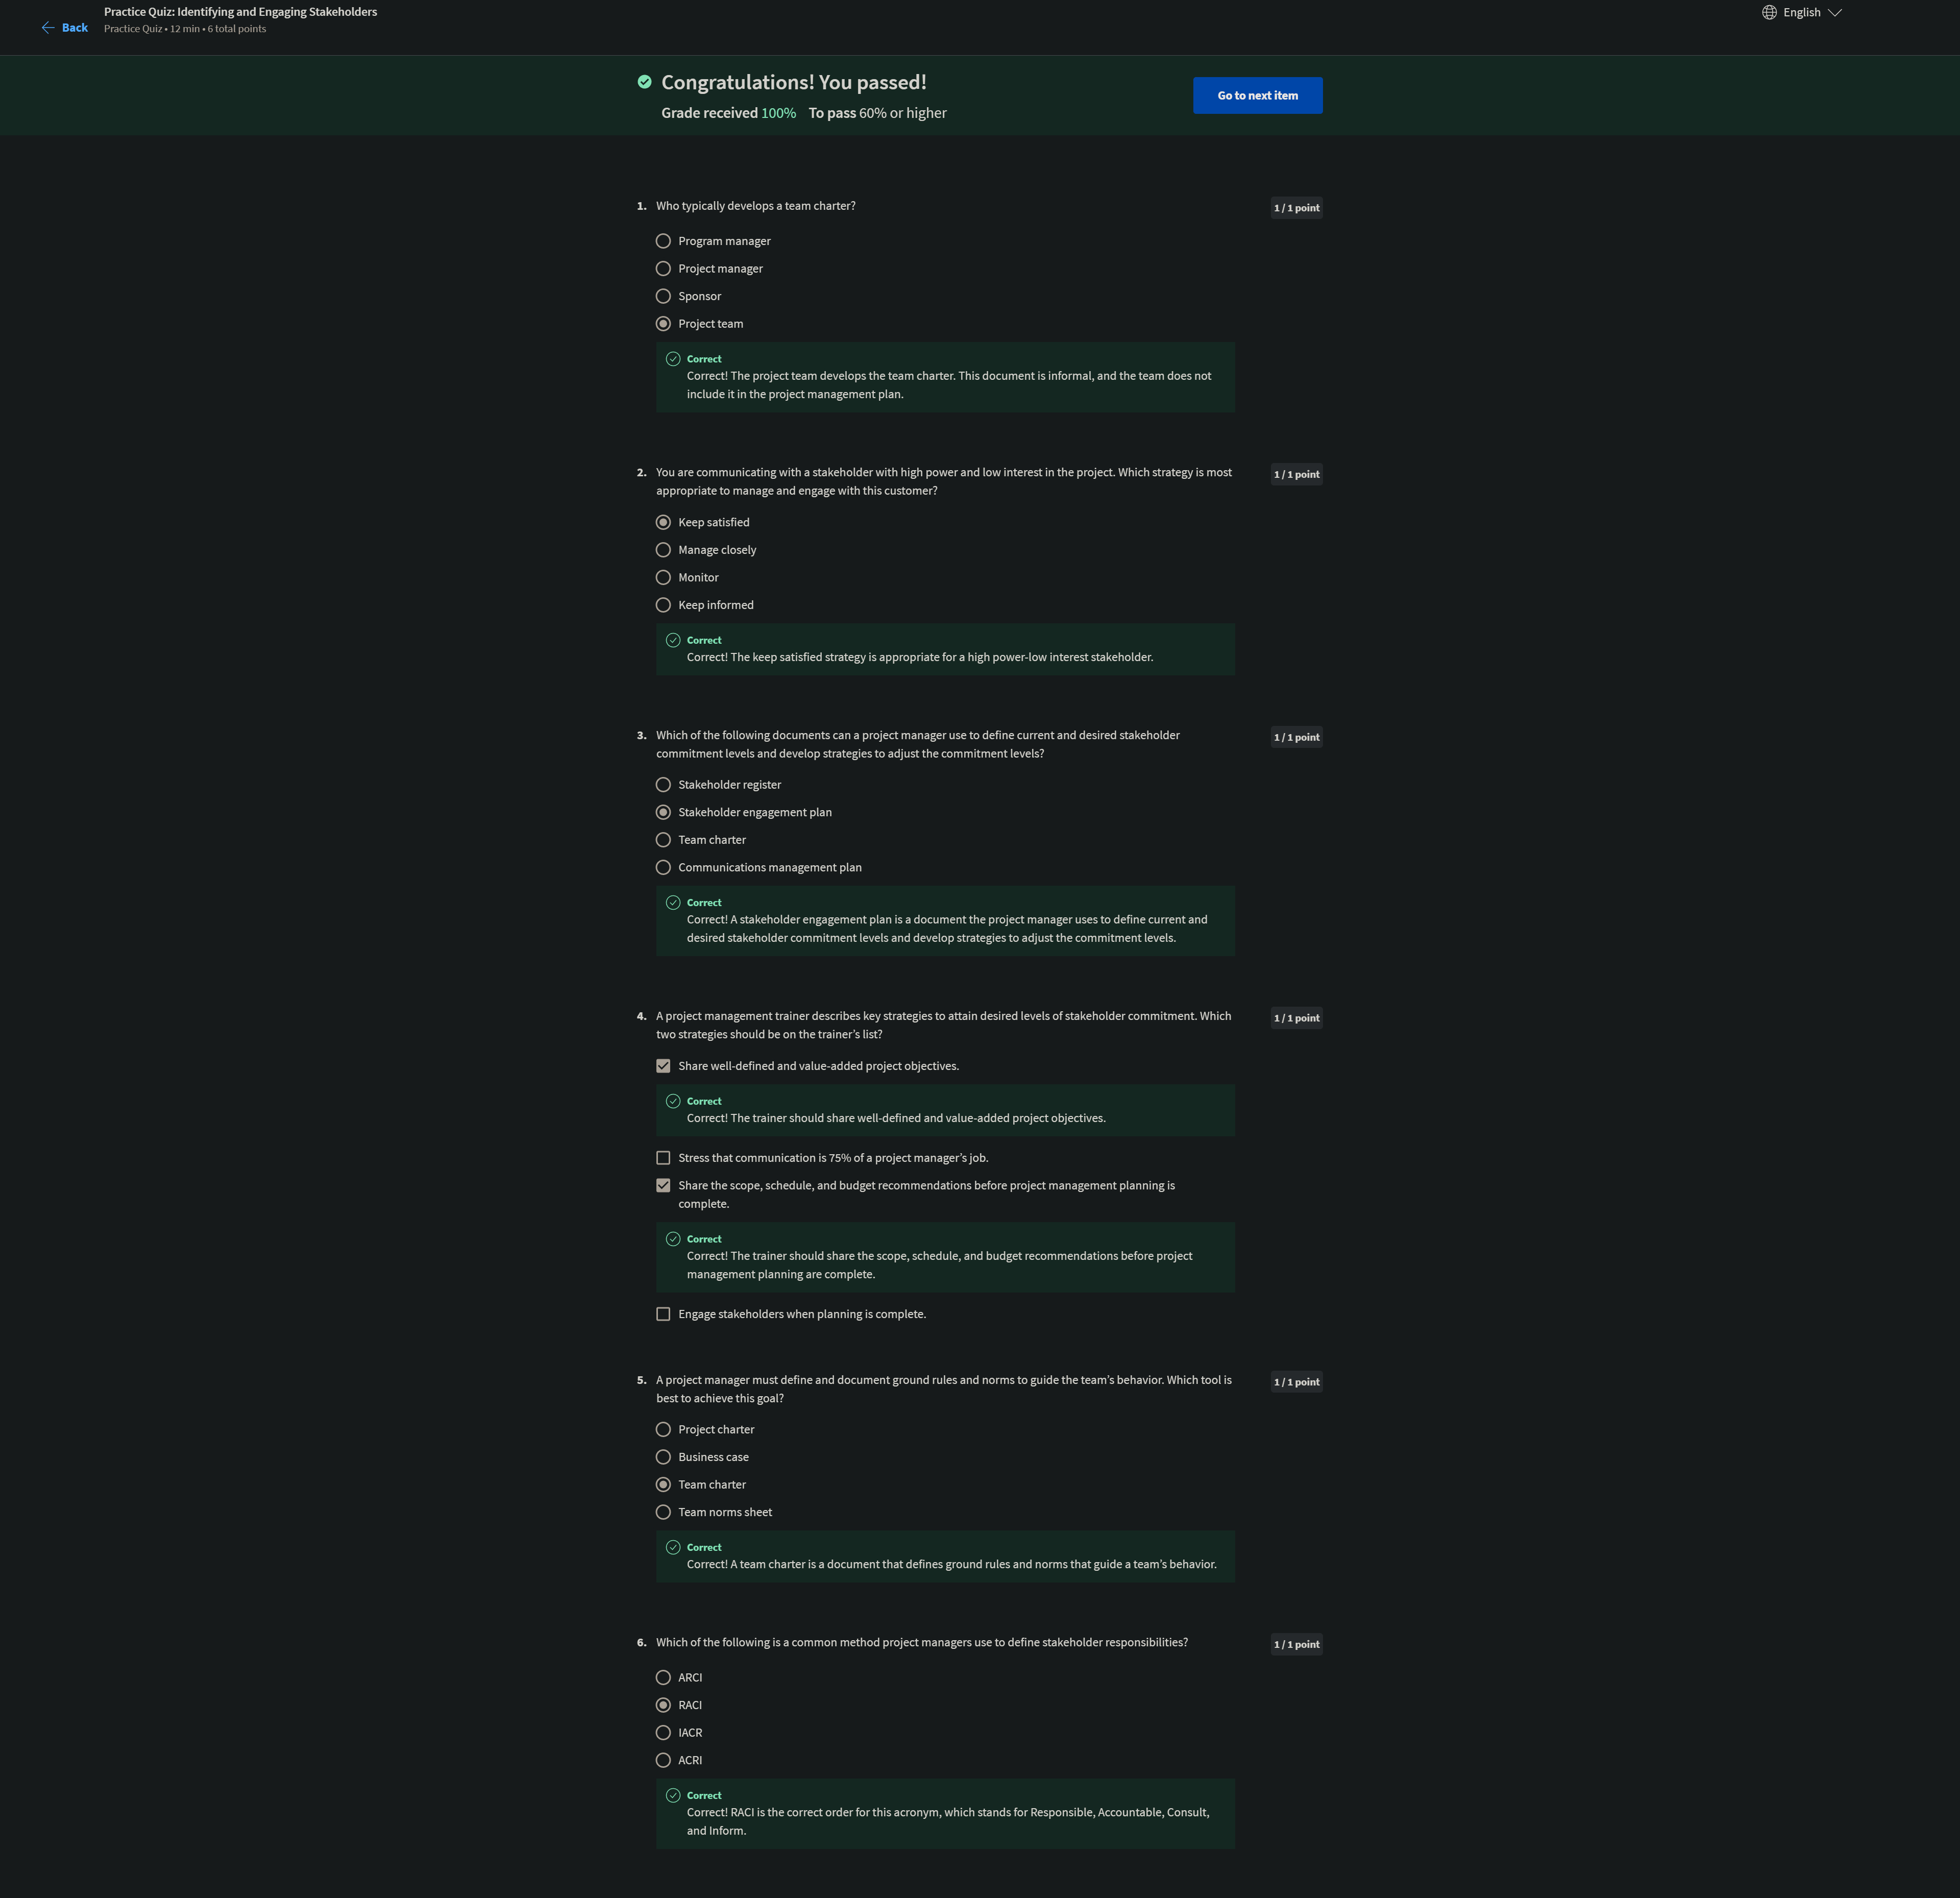 Back
Practice Quiz: Identifying and Engaging Stakeholders
Practice Quiz • 12 min • 6 total points
English
Congratulations! You passed!
Grade received 100% To pass 60% or higher
Go to next item
1. Who typically develops a team charter?
1 / 1 point
Program manager
Project manager
Sponsor
Project team
Correct
Correct! The project team develops the team charter. This document is informal, and the team does not
include it in the project management plan.
2. You are communicating with a stakeholder with high power and low interest in the project. Which strategy is most
appropriate to manage and engage with this customer?
1 / 1 point
Keep satisfied
Manage closely
Monitor
Keep informed
Correct
Correct! The keep satisfied strategy is appropriate for a high power-low interest stakeholder.
3. Which of the following documents can a project manager use to define current and desired stakeholder
commitment levels and develop strategies to adjust the commitment levels?
1 / 1 point
Stakeholder register
Stakeholder engagement plan
Team charter
Communications management plan
Correct
Correct! A stakeholder engagement plan is a document the project manager uses to define current and
desired stakeholder commitment levels and develop strategies to adjust the commitment levels.
4. A project management trainer describes key strategies to attain desired levels of stakeholder commitment. Which
two strategies should be on the trainer’s list?
1 / 1 point
Share well-defined and value-added project objectives.
Correct
Correct! The trainer should share well-defined and value-added project objectives.
Stress that communication is 75% of a project manager’s job.
Share the scope, schedule, and budget recommendations before project management planning is
complete.
Correct
Correct! The trainer should share the scope, schedule, and budget recommendations before project
management planning are complete.
Engage stakeholders when planning is complete.
5. A project manager must define and document ground rules and norms to guide the team’s behavior. Which tool is
best to achieve this goal?
1 / 1 point
Project charter
Business case
Team charter
Team norms sheet
Correct
Correct! A team charter is a document that defines ground rules and norms that guide a team’s behavior.
6. Which of the following is a common method project managers use to define stakeholder responsibilities?
1 / 1 point
ARCI
RACI
IACR
ACRI
Correct
Correct! RACI is the correct order for this acronym, which stands for Responsible, Accountable, Consult,
and Inform.